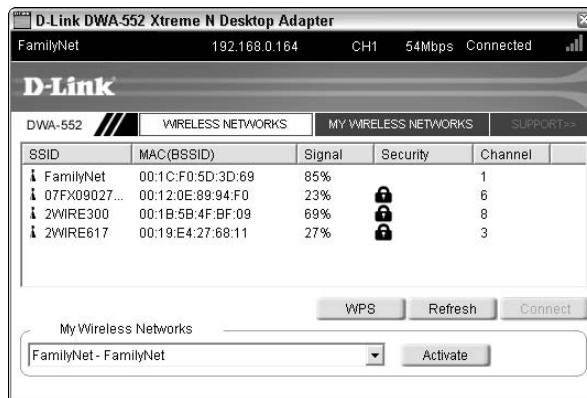 D-Link DWA-552 Xtreme N Desktop Adapter
FamilyNet 192.168.0.164 CH1 54Mbps Connected
D-Link
DWA-552 WIRELESS NETWORKS MY WIRELESS NETWORKS SUPPORT>>
SSID MAC(BSSID) Signal Security Channel
FamilyNet 00:1C:F0:5D:3D:69 85% 1
07FX09027... 00:12:0E:89:94:F0 23% 6
2WIRE300 00:1B:5B:4F:BF:09 69% 8
2WIRE617 00:19:E4:27:68:11 27% 3
WPS Refresh Connect
My Wireless Networks
FamilyNet - FamilyNet Activate